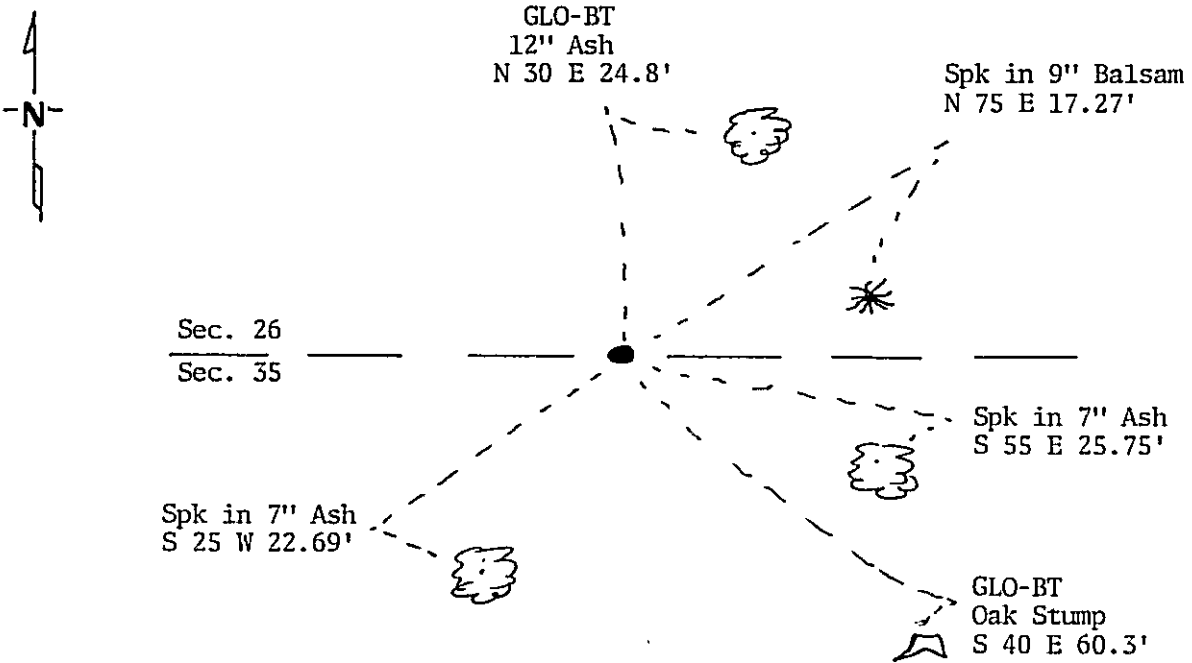 GLO-BT
12" Ash
N 30 E 24.8'
Spk in 9" Balsam
N 75 E 17.27'
N
Sec. 26
Sec. 35
Spk in 7" Ash
S 55 E 25.75'
Spk in 7" Ash
S 25 W 22.69'
GLO-BT
Oak Stump
S 40 E 60.3'